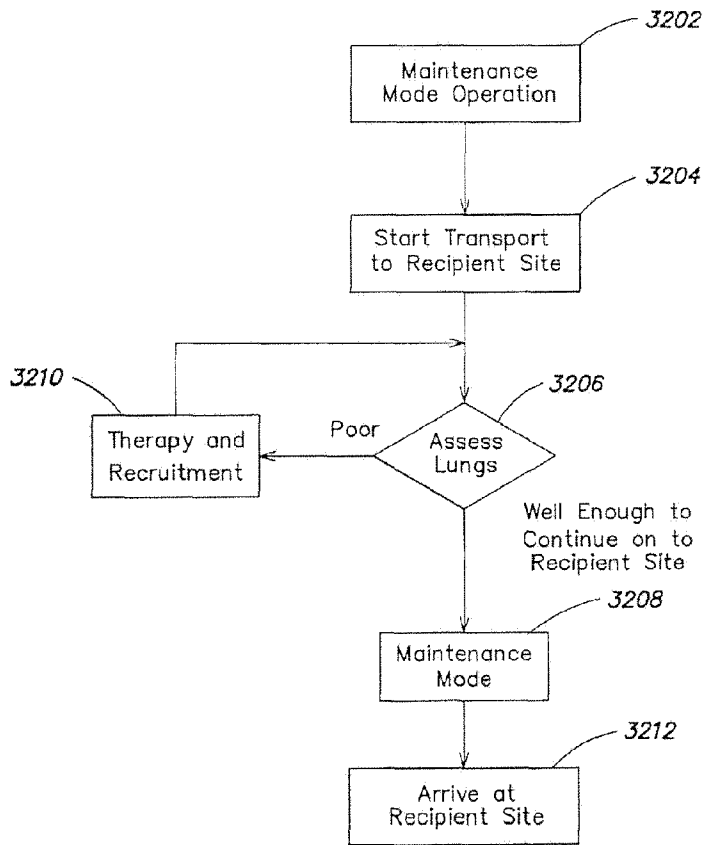 3202
Maintenance
Mode Operation
3204
Start Transport
to Recipient Site
3210
Therapy and
Recruitment
Poor
3206
Assess
Lungs
Well Enough to
Continue on to
Recipient Site
3208
Maintenance
Mode
3212
Arrive at
Recipient Site